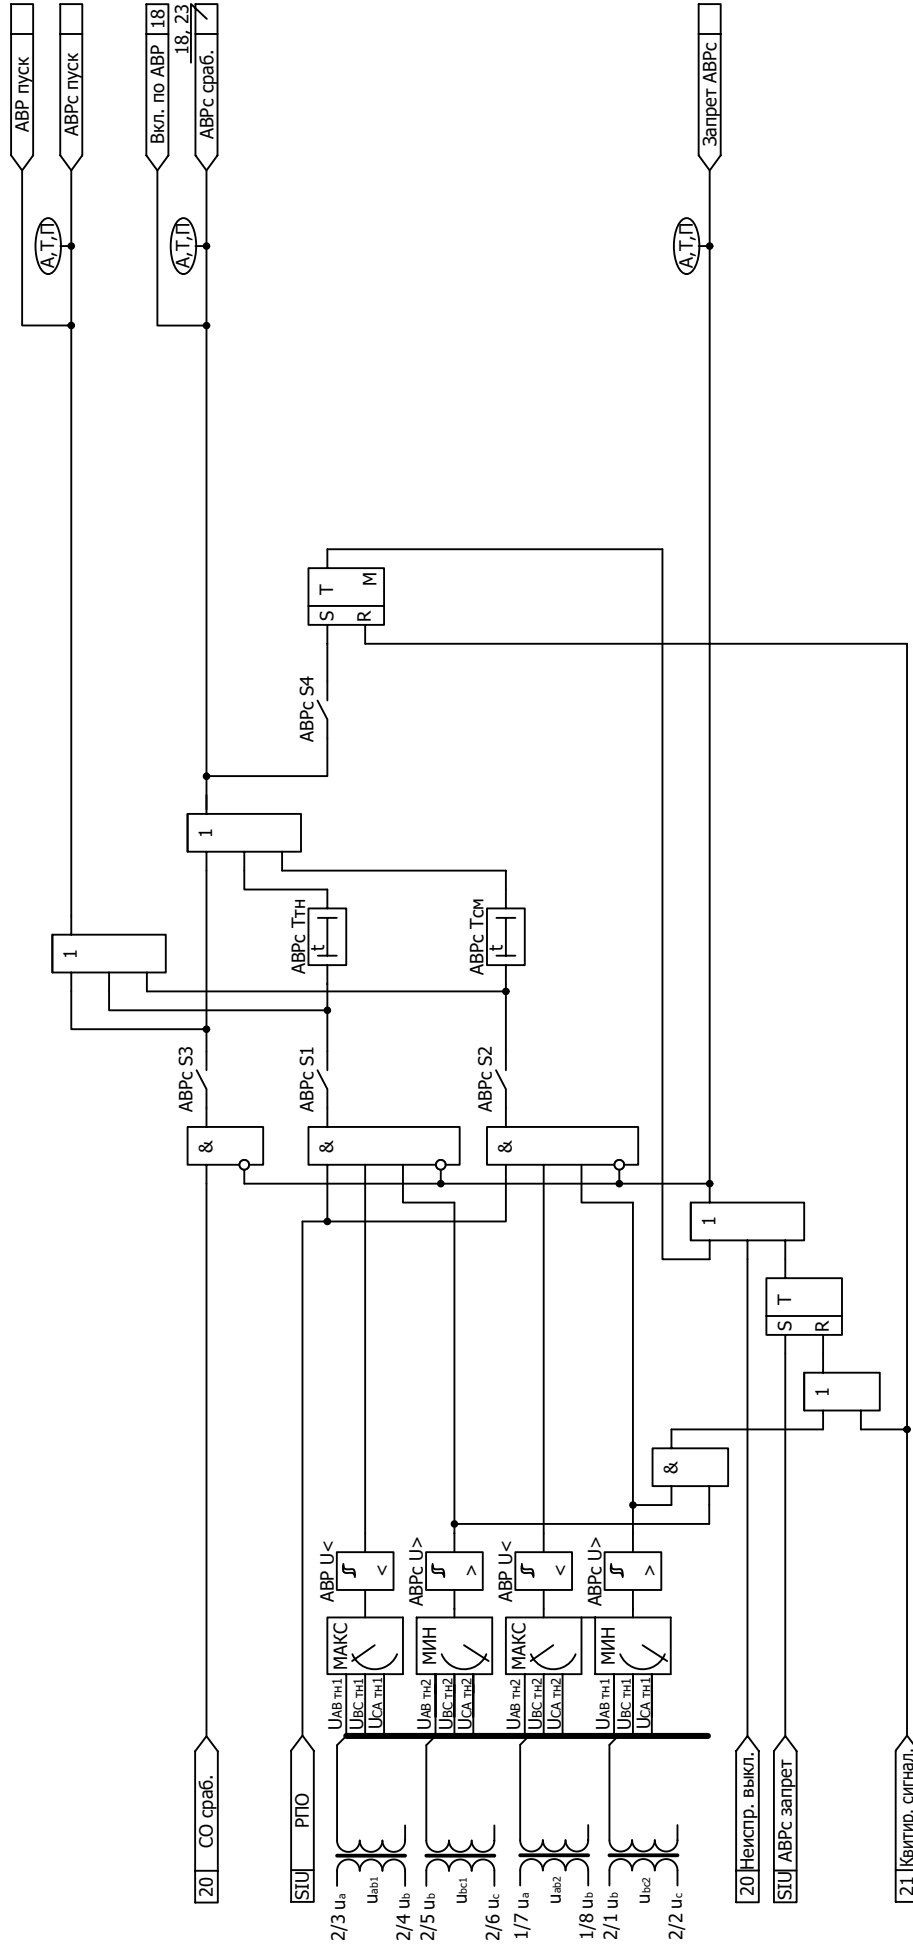 АВР пуск
АВРс пуск
Вкл. по АВР 18
18, 23
АВРс сраб.
Запрет АВРс
А,Т,П
А,Т,П
А,Т,П
S T
R M
АВРс S4
1
1
АВРс Tтн
t
АВРс Tсм
t
АВРс S3
АВРс S1
АВРс S2
&
&
&
1
S T
R
1
&
АВР U<
АВРс U>
АВР U<
АВРс U>
<
>
<
>
МАКС
МИН
МАКС
МИН
UАВ тн1
UВС тн1
UСА тн1
UАВ тн2
UВС тн2
UСА тн2
UАВ тн2
UВС тн2
UСА тн2
UАВ тн1
UВС тн1
UСА тн1
20 СО сраб.
SIU РПО
2/3 ua
uab1
2/4 ub
2/5 ub
ubc1
2/6 uc
1/7 ua
uab2
1/8 ub
2/1 ub
ubc2
2/2 uc
20 Неиспр. выкл.
SIU АВРс запрет
21 Квитир. сигнал.